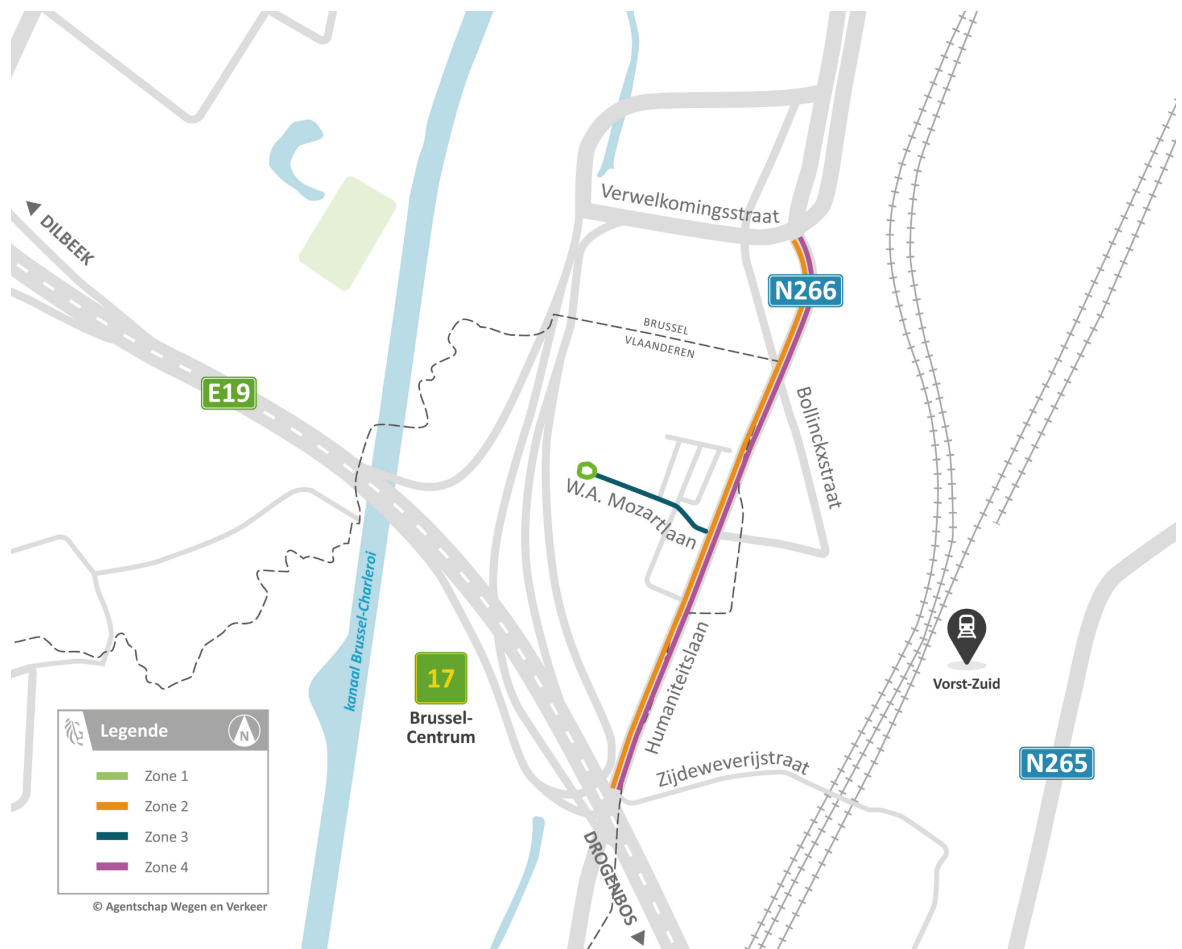 Verwelkomingsstraat
DILBEEK
N266
BRUSSEL
VLAANDEREN
E19
Bollinckxstraat
W.A. Mozartlaan
kanaal Brussel-Charleroi
Humaniteitslaan
17
Brussel-
Centrum
Vorst-Zuid
Zijdeweverijstraat
N265
DROGENBOS
Legende
N
Zone 1
Zone 2
Zone 3
Zone 4
© Agentschap Wegen en Verkeer